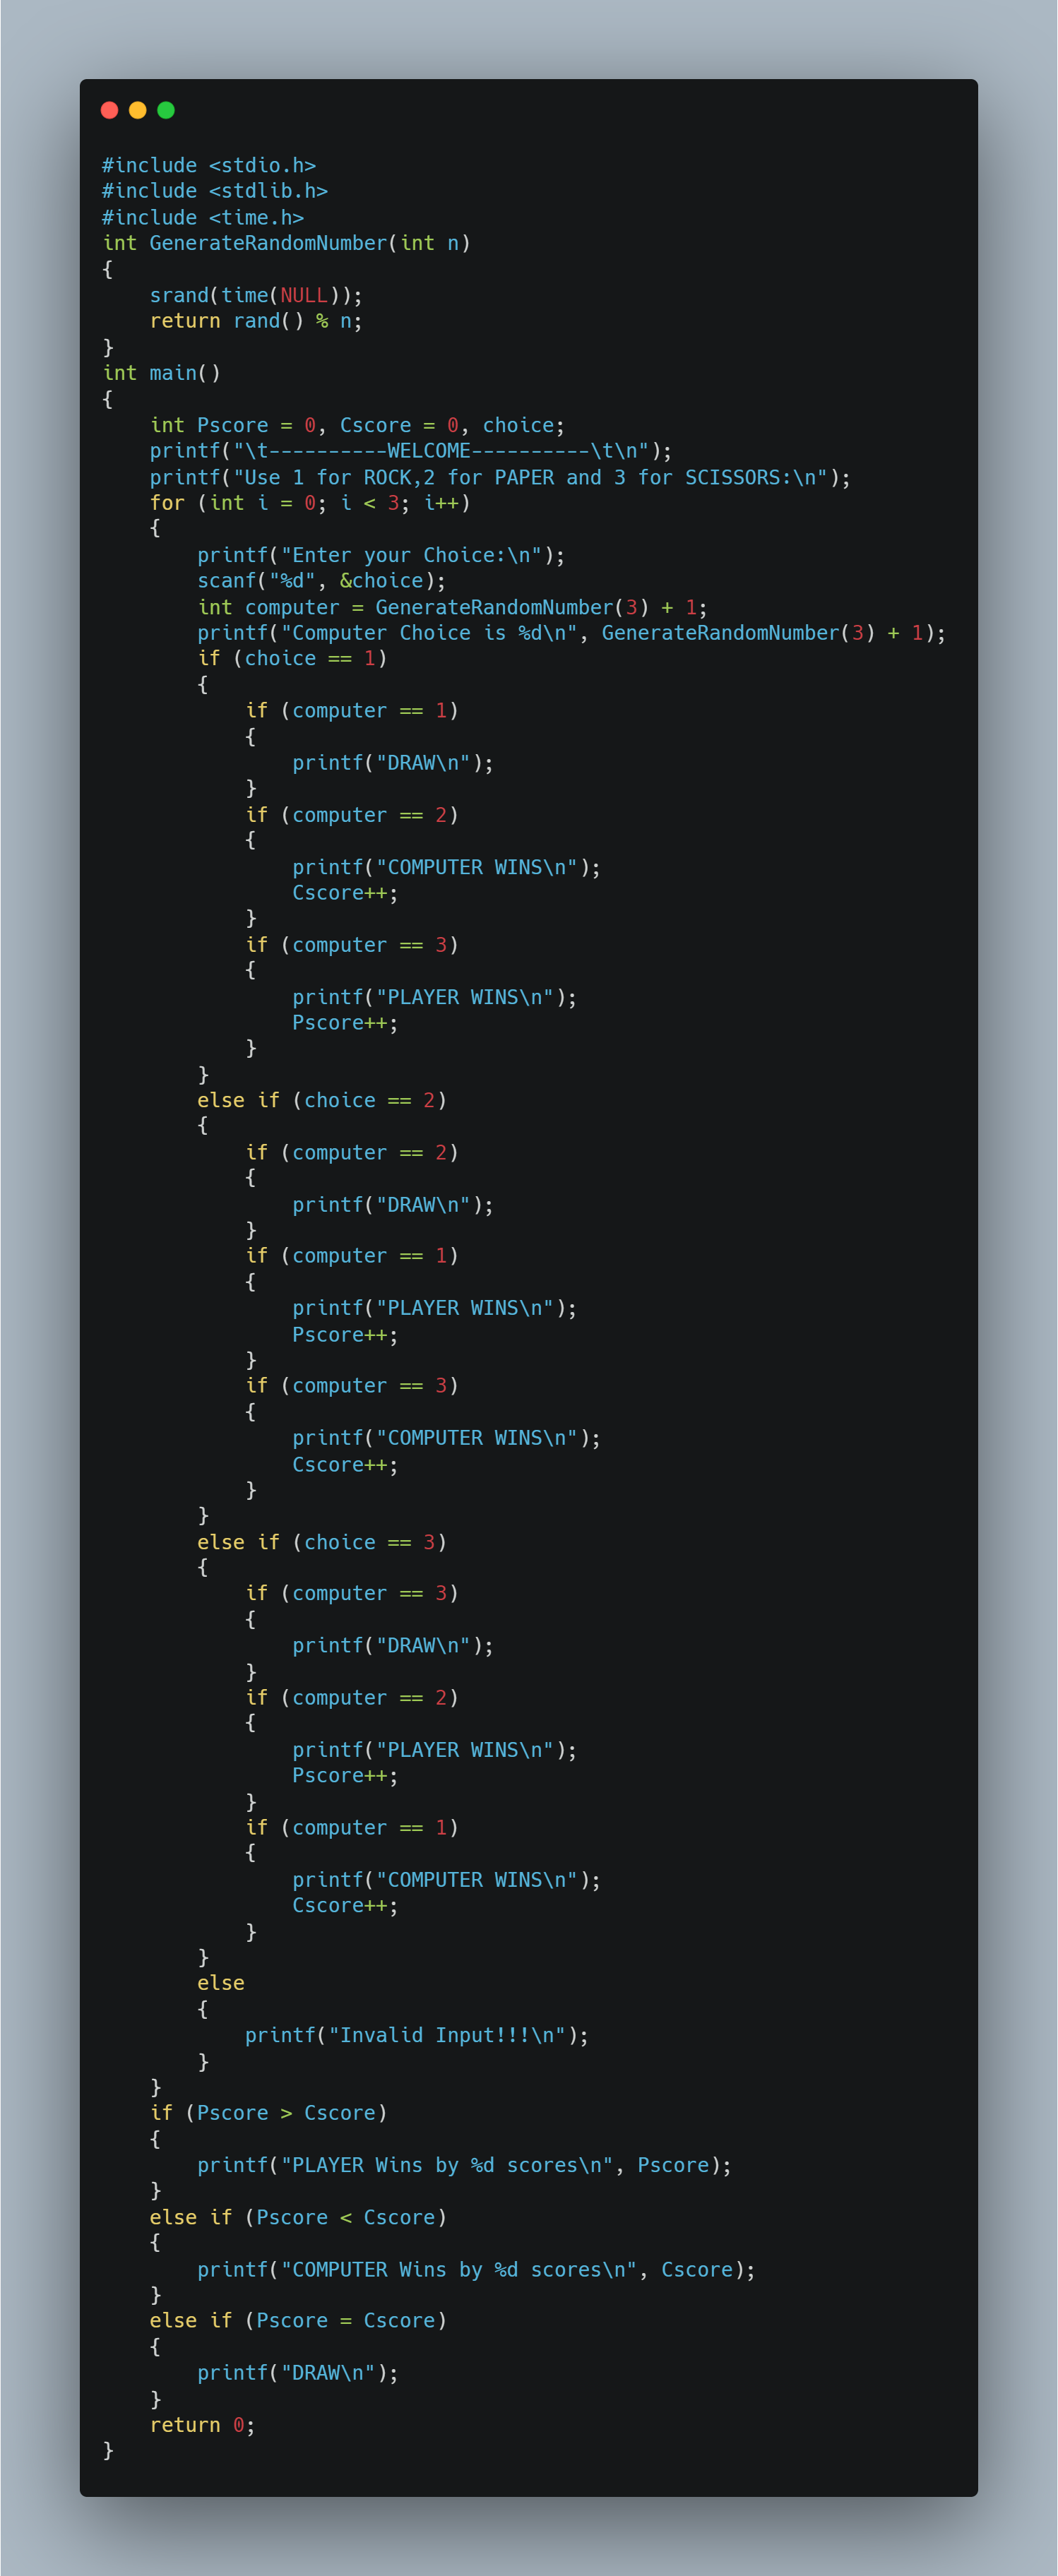 #include <stdio.h>
#include <stdlib.h>
#include <time.h>
int GenerateRandomNumber(int n)
{
    srand(time(NULL));
    return rand() % n;
}
int main()
{
    int Pscore = 0, Cscore = 0, choice;
    printf("\t----------WELCOME----------\t\n");
    printf("Use 1 for ROCK,2 for PAPER and 3 for SCISSORS:\n");
    for (int i = 0; i < 3; i++)
    {
        printf("Enter your Choice:\n");
        scanf("%d", &choice);
        int computer = GenerateRandomNumber(3) + 1;
        printf("Computer Choice is %d\n", GenerateRandomNumber(3) + 1);
        if (choice == 1)
        {
            if (computer == 1)
            {
                printf("DRAW\n");
            }
            if (computer == 2)
            {
                printf("COMPUTER WINS\n");
                Cscore++;
            }
            if (computer == 3)
            {
                printf("PLAYER WINS\n");
                Pscore++;
            }
        }
        else if (choice == 2)
        {
            if (computer == 2)
            {
                printf("DRAW\n");
            }
            if (computer == 1)
            {
                printf("PLAYER WINS\n");
                Pscore++;
            }
            if (computer == 3)
            {
                printf("COMPUTER WINS\n");
                Cscore++;
            }
        }
        else if (choice == 3)
        {
            if (computer == 3)
            {
                printf("DRAW\n");
            }
            if (computer == 2)
            {
                printf("PLAYER WINS\n");
                Pscore++;
            }
            if (computer == 1)
            {
                printf("COMPUTER WINS\n");
                Cscore++;
            }
        }
        else
        {
            printf("Invalid Input!!!\n");
        }
    }
    if (Pscore > Cscore)
    {
        printf("PLAYER Wins by %d scores\n", Pscore);
    }
    else if (Pscore < Cscore)
    {
        printf("COMPUTER Wins by %d scores\n", Cscore);
    }
    else if (Pscore = Cscore)
    {
        printf("DRAW\n");
    }
    return 0;
}